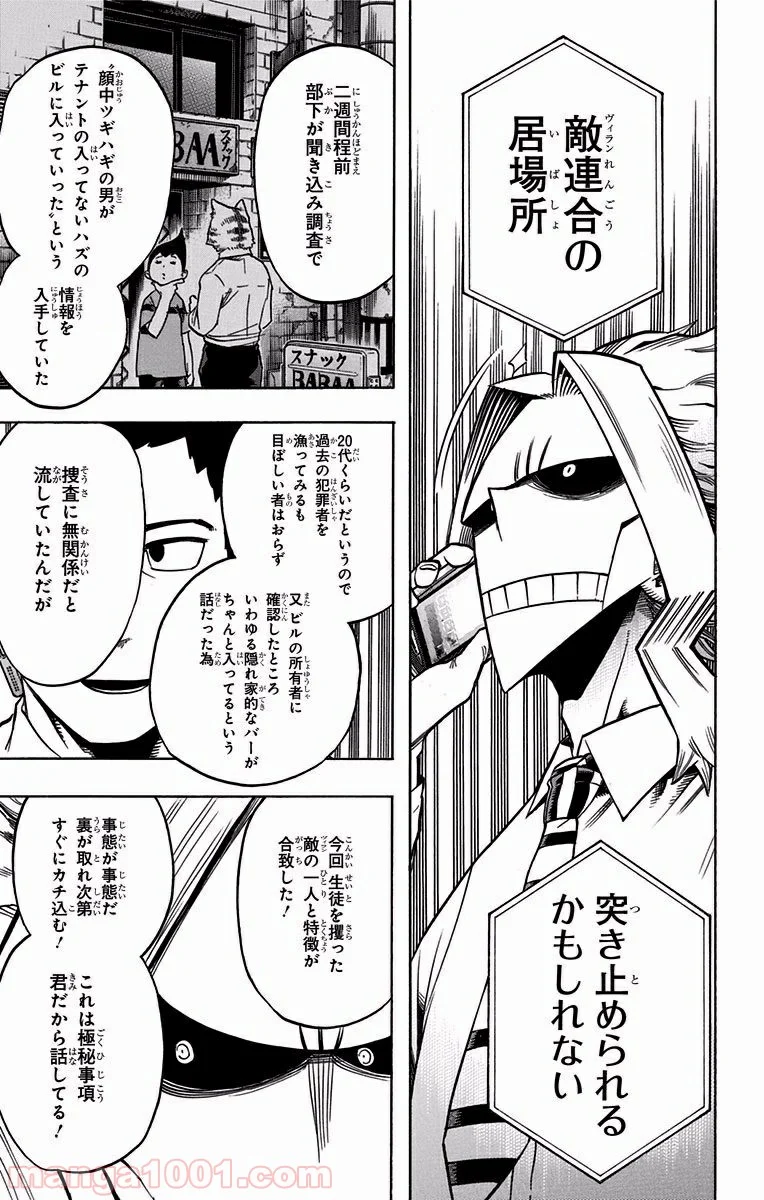 敵連合の
居場所
突き止められる
かもしれない
二週間程前
部下が聞き込み調査で
"顔中ツギハギの男が
テナントの入ってないハズの
ビルに入っていった"という
情報を
入手していた
スナック
BAA
スナック
BABAA
20代くらいだというので
過去の犯罪者を
漁ってみるも
目ぼしい者はおらず
又ビルの所有者に
確認したところ
いわゆる隠れ家的なバーが
ちゃんと入ってるという
話だった為
捜査に無関係だと
流していたんだが
今回生徒を攫った
敵の一人と特徴が
合致した!
事態が事態だ
裏が取れ次第
すぐにカチ込む!
これは極秘事項
君だから話してる!
manga1001.com